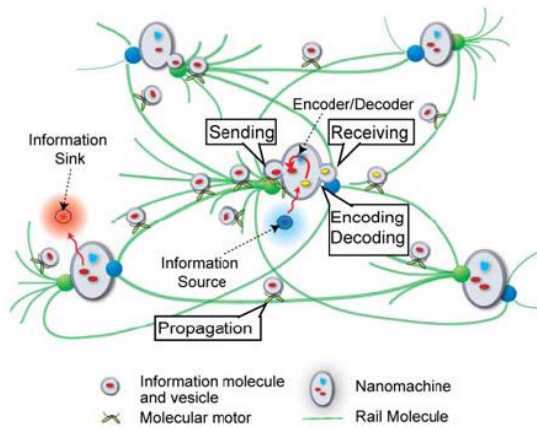 Encoder/Decoder
Information
Sink
Sending
Receiving
Encoding
Decoding
Information
Source
Propagation
Information molecule
and vesicle
Nanomachine
Molecular motor
Rail Molecule